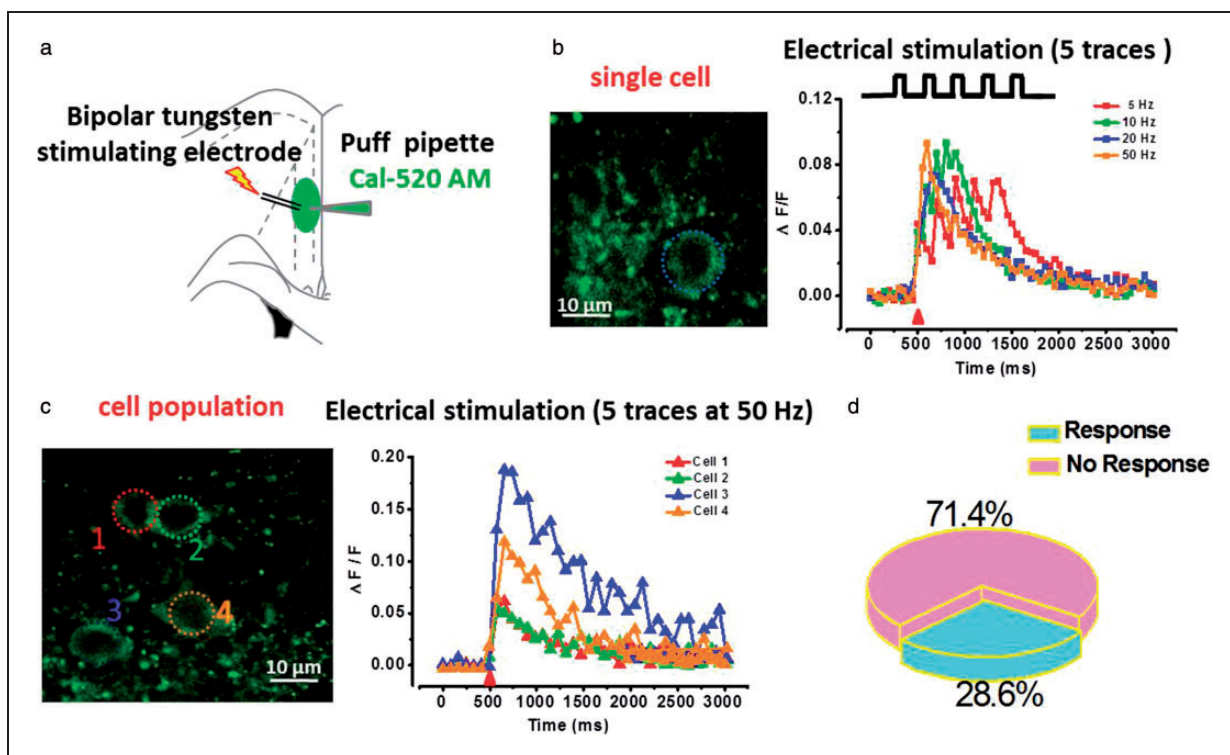 a
Bipolar tungsten
stimulating electrode
Puff pipette
Cal-520 AM
b
single cell
10 μm
Electrical stimulation (5 traces )
0.12
0.08
0.04
0.00
Δ F/F
5 Hz
10 Hz
20 Hz
50 Hz
0 500 1000 1500 2000 2500 3000
Time (ms)
c
cell population
1
2
3
4
10 μm
Electrical stimulation (5 traces at 50 Hz)
0.20
0.15
0.10
0.05
0.00
Δ F / F
Cell 1
Cell 2
Cell 3
Cell 4
0 500 1000 1500 2000 2500 3000
Time (ms)
d
Response
No Response
71.4%
28.6%